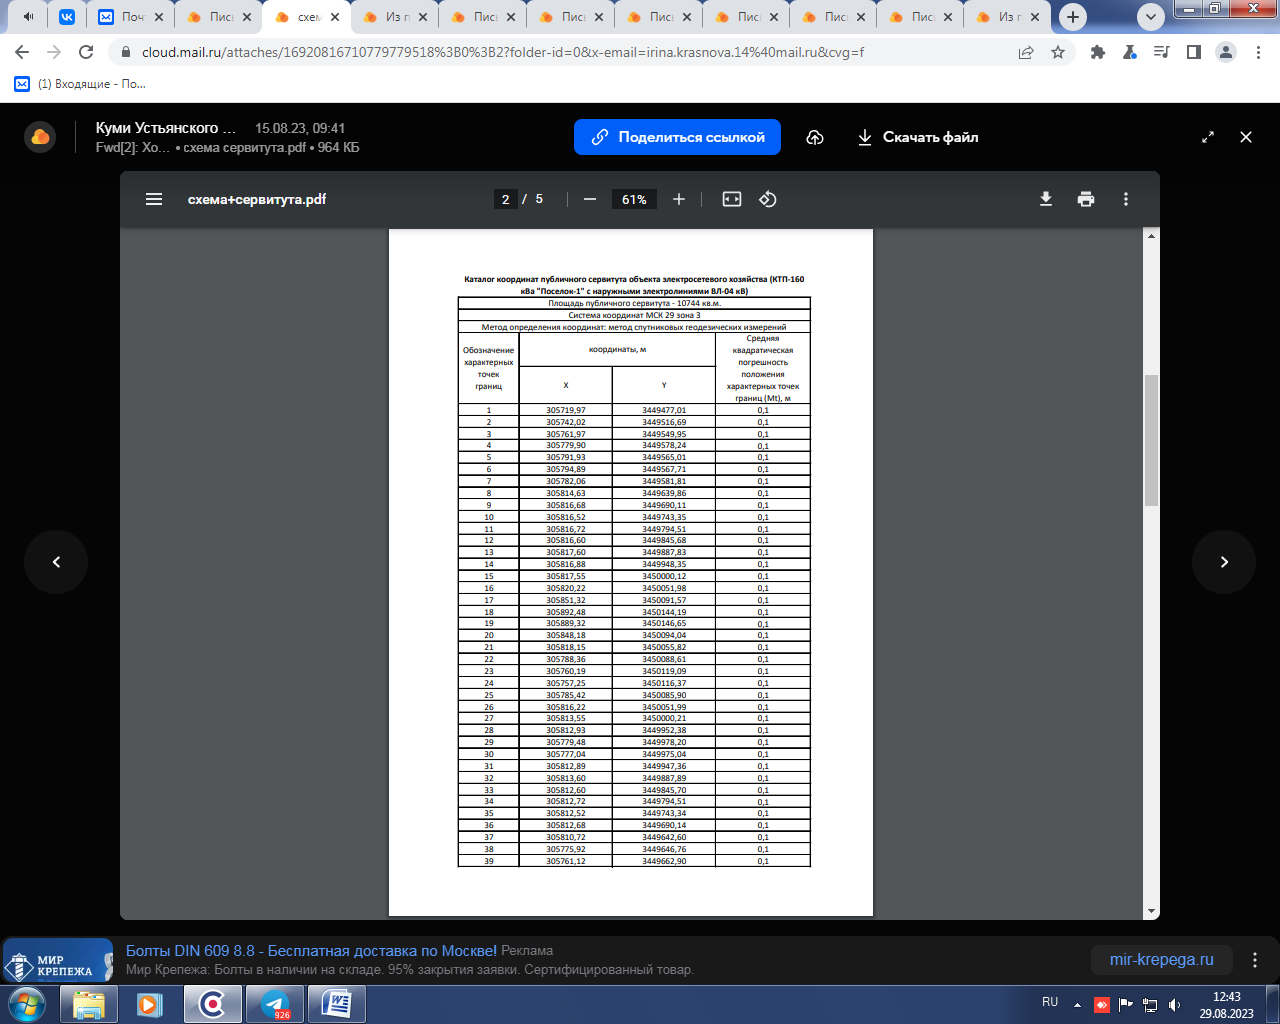 Поч
Пис
схем
Из п
Пись
Пись
Пись
Пись
Пись
Пись
Из п
cloud.mail.ru/attaches/16920816710779779518%3B0%3B2?folder-id=0&x-email=irina.krasnova.14%40mail.ru&cvg=f
(1) Входящие - По...
Куми Устьянского ... 15.08.23, 09:41
Fwd[2]: Хо... • схема сервитута.pdf • 964 КБ
Поделиться ссылкой
Скачать файл
схема+сервитута.pdf
2 / 5
61%
Каталог координат публичного сервитута объекта электросетевого хозяйства (КТП-160
кВа "Поселок-1" с наружными электролиниями ВЛ-04 кВ)
Площадь публичного сервитута - 10744 кв.м.
Система координат МСК 29 зона 3
Метод определения координат: метод спутниковых геодезических измерений
Обозначение характерных точек границ
координаты, м
X
Y
Средняя квадратическая погрешность положения характерных точек границ (Mt), м
1 305719,97 3449477,01 0,1
2 305742,02 3449516,69 0,1
3 305761,97 3449549,95 0,1
4 305779,90 3449578,24 0,1
5 305791,93 3449565,01 0,1
6 305794,89 3449567,71 0,1
7 305782,06 3449581,81 0,1
8 305814,63 3449639,86 0,1
9 305816,68 3449690,11 0,1
10 305816,52 3449743,35 0,1
11 305816,72 3449794,51 0,1
12 305816,60 3449845,68 0,1
13 305817,60 3449887,83 0,1
14 305816,88 3449948,35 0,1
15 305817,55 3450000,12 0,1
16 305820,22 3450051,98 0,1
17 305851,32 3450091,57 0,1
18 305892,48 3450144,19 0,1
19 305889,32 3450146,65 0,1
20 305848,18 3450094,04 0,1
21 305818,15 3450055,82 0,1
22 305788,36 3450088,61 0,1
23 305760,19 3450119,09 0,1
24 305757,25 3450116,37 0,1
25 305785,42 3450085,90 0,1
26 305816,22 3450051,99 0,1
27 305813,55 3450000,21 0,1
28 305812,93 3449952,38 0,1
29 305779,48 3449978,20 0,1
30 305777,04 3449975,04 0,1
31 305812,89 3449947,36 0,1
32 305813,60 3449887,89 0,1
33 305812,60 3449845,70 0,1
34 305812,72 3449794,51 0,1
35 305812,52 3449743,34 0,1
36 305812,68 3449690,14 0,1
37 305810,72 3449642,60 0,1
38 305775,92 3449646,76 0,1
39 305761,12 3449662,90 0,1
МИР КРЕПЕЖА
Болты DIN 609 8.8 - Бесплатная доставка по Москве! Реклама
Мир Крепежа: Болты в наличии на складе. 95% закрытия заявки. Сертифицированный товар.
mir-krepega.ru
926
RU
12:43
29.08.2023